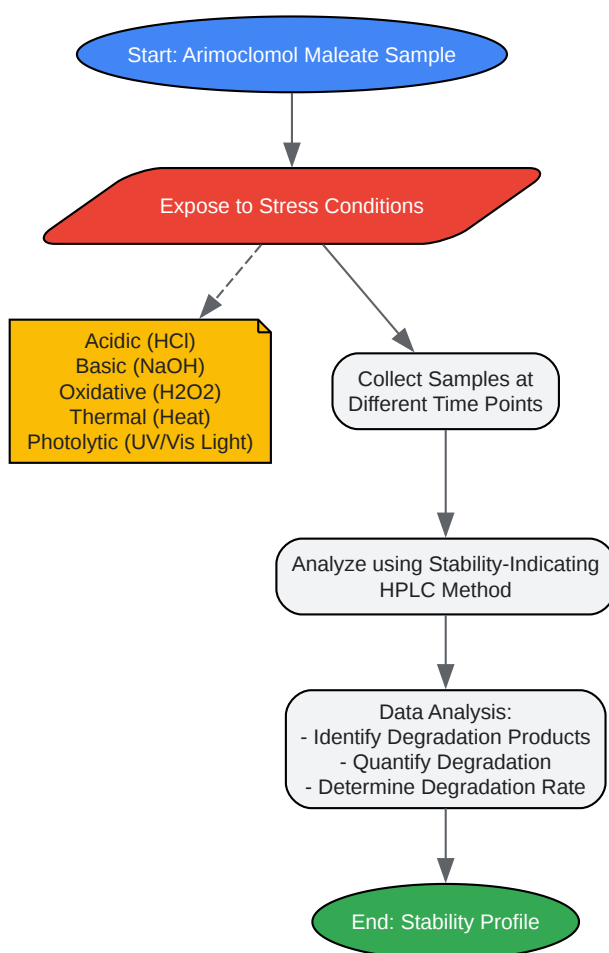 Start: Arimoclomol Maleate Sample
Expose to Stress Conditions
Acidic (HCl)
Basic (NaOH)
Oxidative (H2O2)
Thermal (Heat)
Photolytic (UV/Vis Light)
Collect Samples at
Different Time Points
Analyze using Stability-Indicating
HPLC Method
Data Analysis:
- Identify Degradation Products
- Quantify Degradation
- Determine Degradation Rate
End: Stability Profile